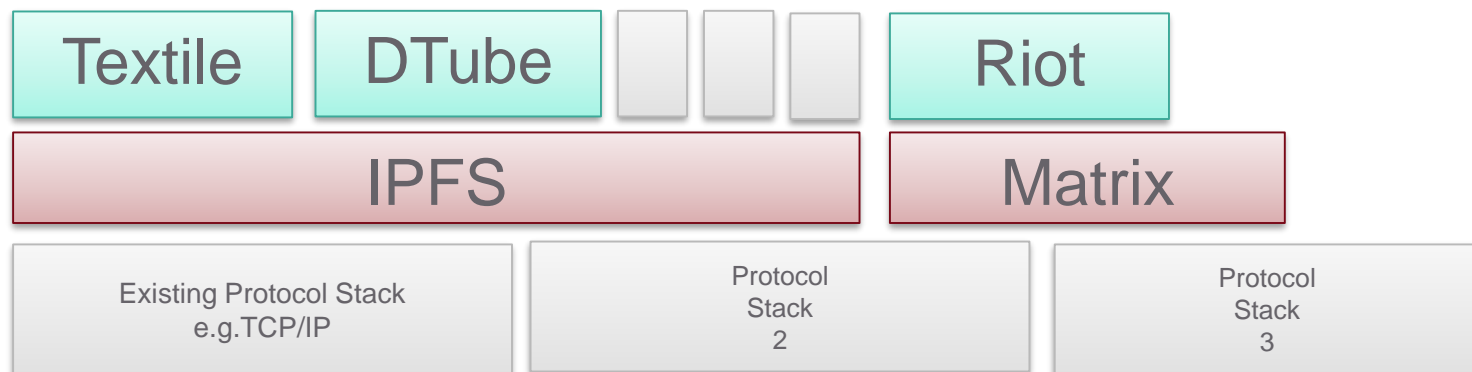 Textile
DTube
Riot
IPFS
Matrix
Existing Protocol Stack
e.g.TCP/IP
Protocol
Stack
2
Protocol
Stack
3